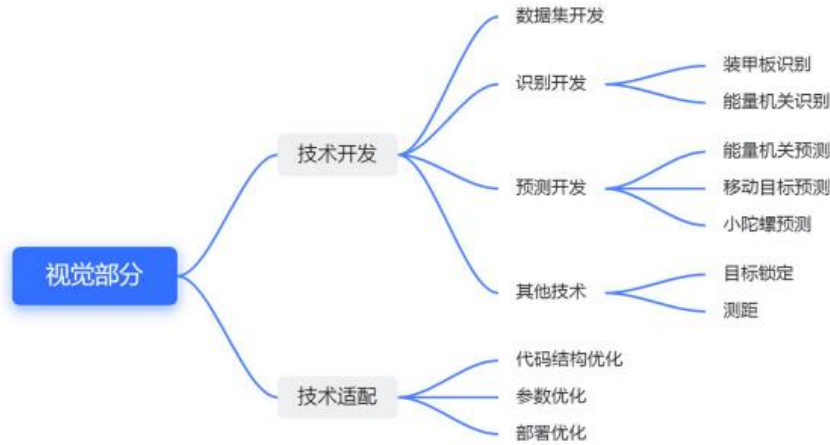 视觉部分
技术开发
数据集开发
识别开发
装甲板识别
能量机关识别
预测开发
能量机关预测
移动目标预测
小陀螺预测
其他技术
目标锁定
测距
技术适配
代码结构优化
参数优化
部署优化